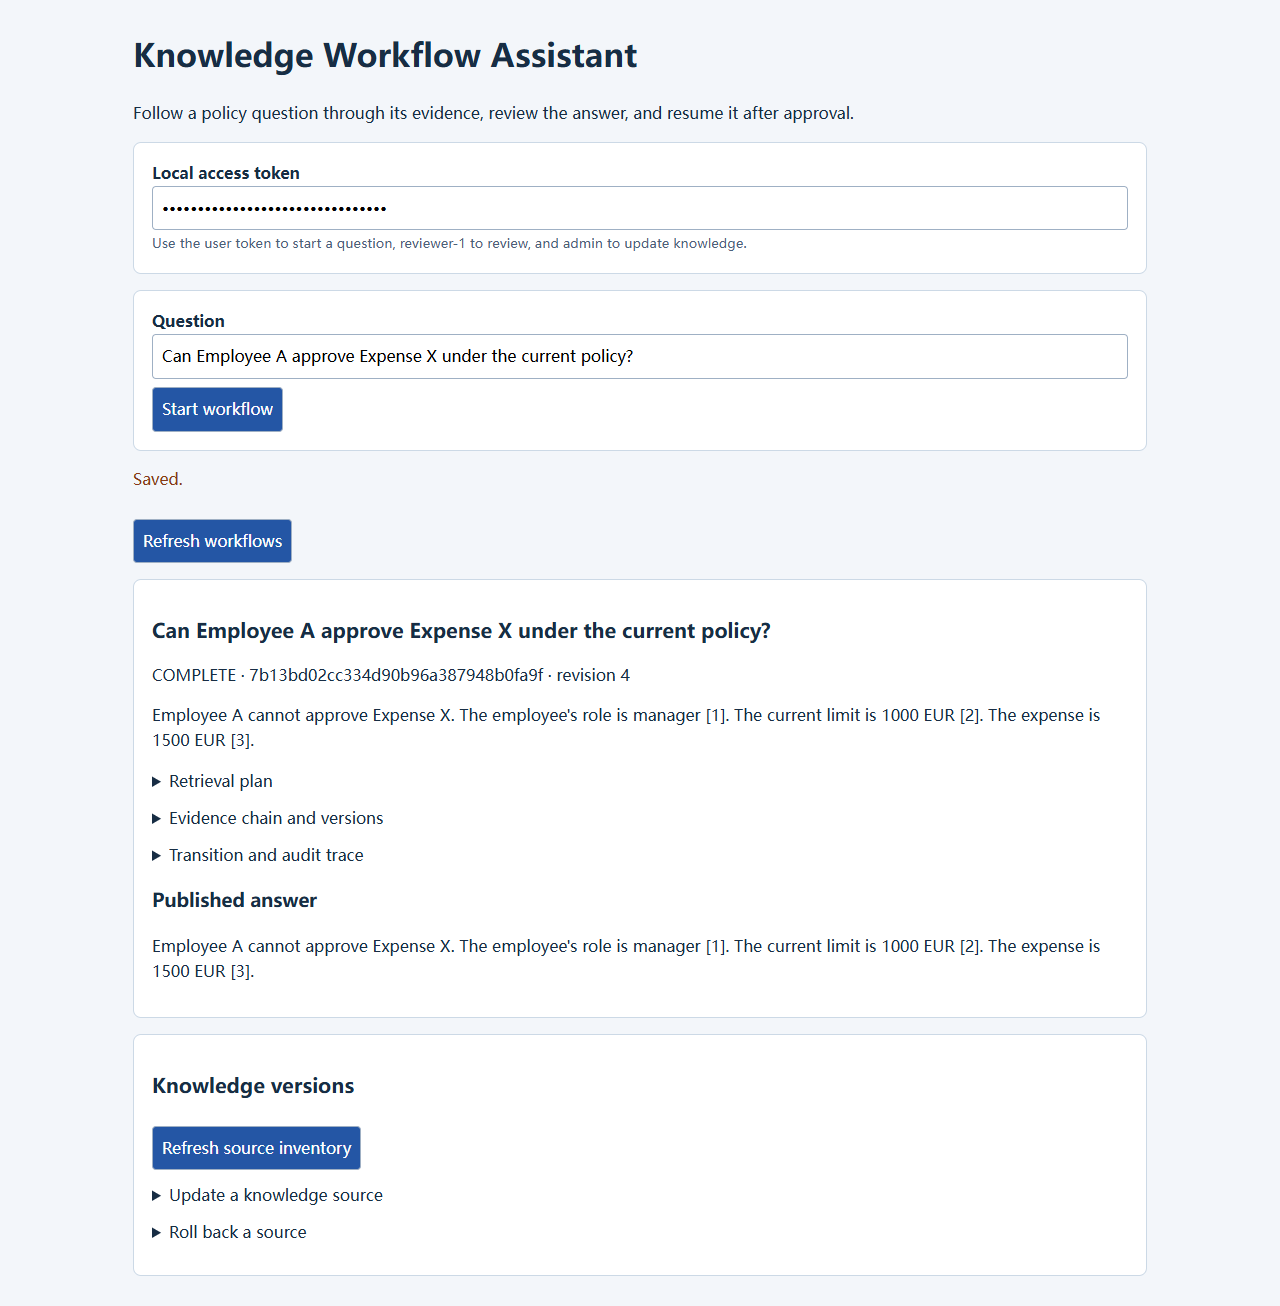 Knowledge Workflow Assistant
Follow a policy question through its evidence, review the answer, and resume it after approval.
Local access token
••••••••••••••••••••••••••••••••
Use the user token to start a question, reviewer-1 to review, and admin to update knowledge.
Question
Can Employee A approve Expense X under the current policy?
Start workflow
Saved.
Refresh workflows
Can Employee A approve Expense X under the current policy?
COMPLETE · 7b13bd02cc334d90b96a387948b0fa9f · revision 4
Employee A cannot approve Expense X. The employee's role is manager [1]. The current limit is 1000 EUR [2]. The expense is
1500 EUR [3].
Retrieval plan
Evidence chain and versions
Transition and audit trace
Published answer
Employee A cannot approve Expense X. The employee's role is manager [1]. The current limit is 1000 EUR [2]. The expense is
1500 EUR [3].
Knowledge versions
Refresh source inventory
Update a knowledge source
Roll back a source